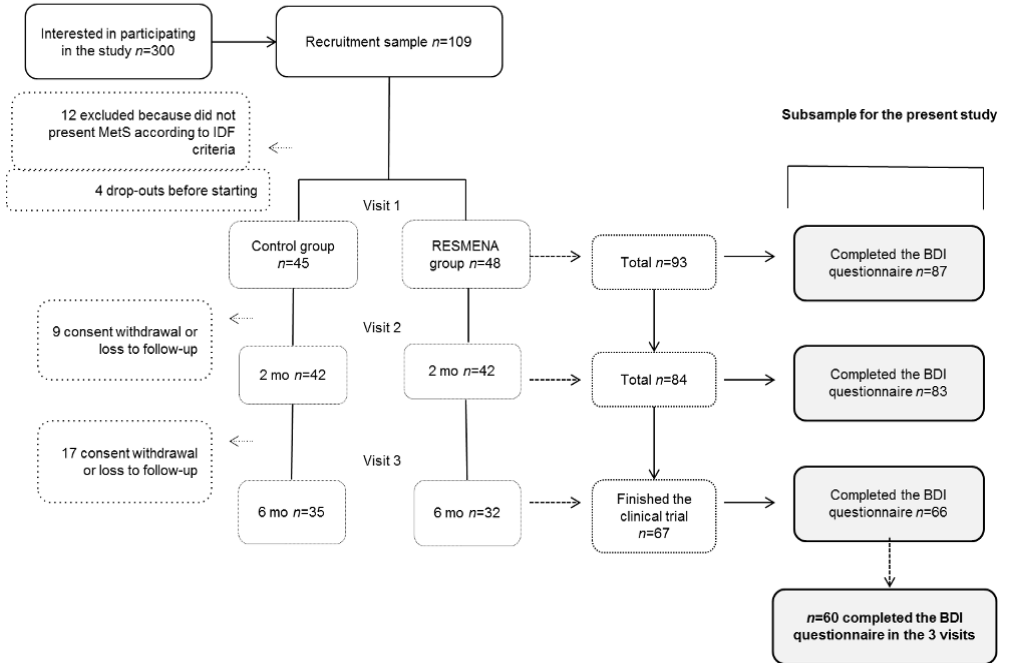 Interested in participating
in the study n=300
Recruitment sample n=109
12 excluded because did not
present MetS according to IDF
criteria
4 drop-outs before starting
Subsample for the present study
Visit 1
Control group
n=45
RESMENA
group n=48
Total n=93
Completed the BDI
questionnaire n=87
9 consent withdrawal or
loss to follow-up
Visit 2
2 mo n=42
2 mo n=42
Total n=84
Completed the BDI
questionnaire n=83
17 consent withdrawal
or loss to follow-up
Visit 3
6 mo n=35
6 mo n=32
Finished the
clinical trial
n=67
Completed the BDI
questionnaire n=66
n=60 completed the BDI
questionnaire in the 3 visits